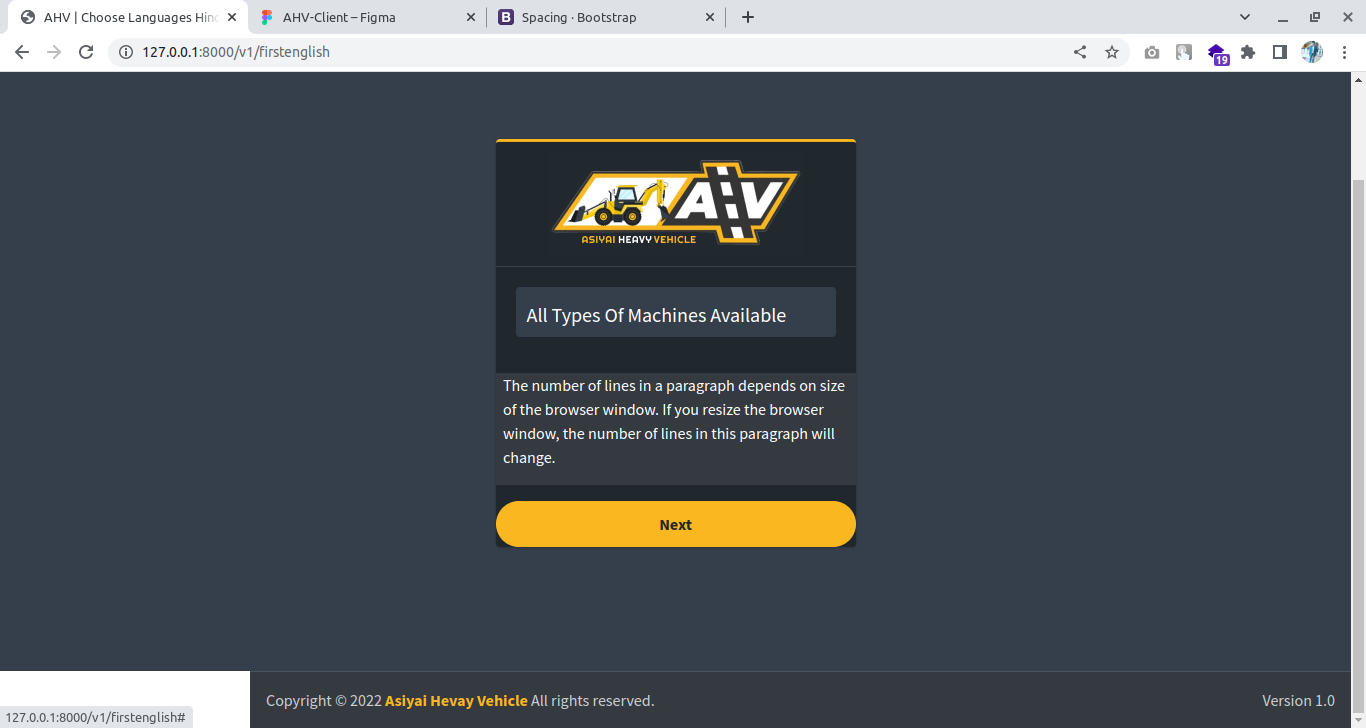 AHV | Choose Languages Hin
AHV-Client – Figma
Spacing · Bootstrap
127.0.0.1:8000/v1/firstenglish
19
AHV
ASIYAI HEAVY VEHICLE
All Types Of Machines Available
The number of lines in a paragraph depends on size
of the browser window. If you resize the browser
window, the number of lines in this paragraph will
change.
Next
Copyright © 2022 Asiyai Hevay Vehicle All rights reserved.
Version 1.0
127.0.0.1:8000/v1/firstenglish#